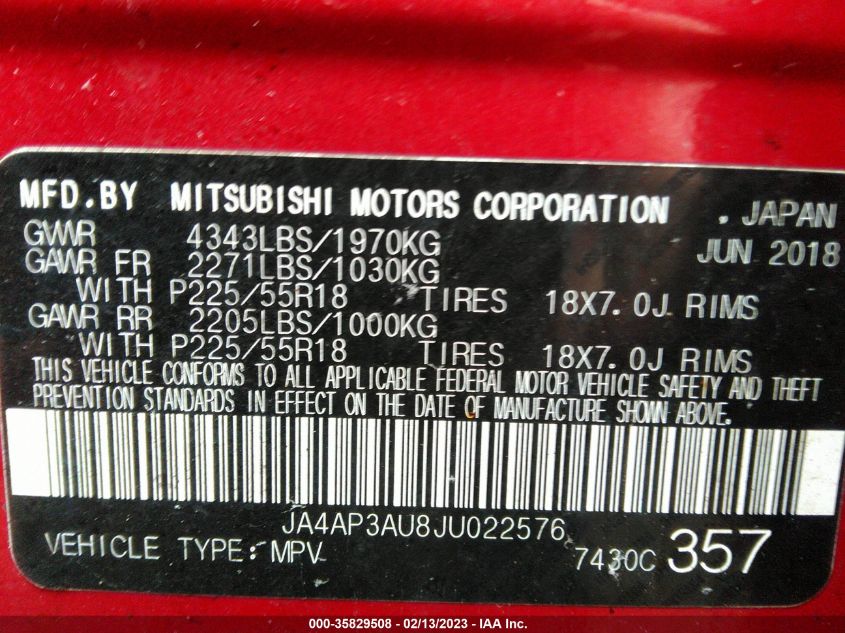 MFD.BY MITSUBISHI MOTORS CORPORATION . JAPAN
GVWR 4343LBS/1970KG JUN 2018
GAWR FR 2271LBS/1030KG
WITH P225/55R18 TIRES 18X7.0J RIMS
GAWR RR 2205LBS/1000KG
WITH P225/55R18 TIRES 18X7.0J RIMS
THIS VEHICLE CONFORMS TO ALL APPLICABLE FEDERAL MOTOR VEHICLE SAFETY AND THEFT
PREVENTION STANDARDS IN EFFECT ON THE DATE OF MANUFACTURE SHOWN ABOVE.
JA4AP3AU8JU022576
VEHICLE TYPE: MPV 7430C 357
000-35829508 - 02/13/2023 - IAA Inc.